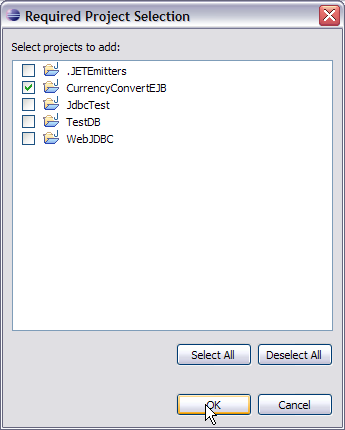 Required Project Selection
Select projects to add:
.JETEmitters
CurrencyConvertEJB
JdbcTest
TestDB
WebJDBC
Select All Deselect All
OK Cancel